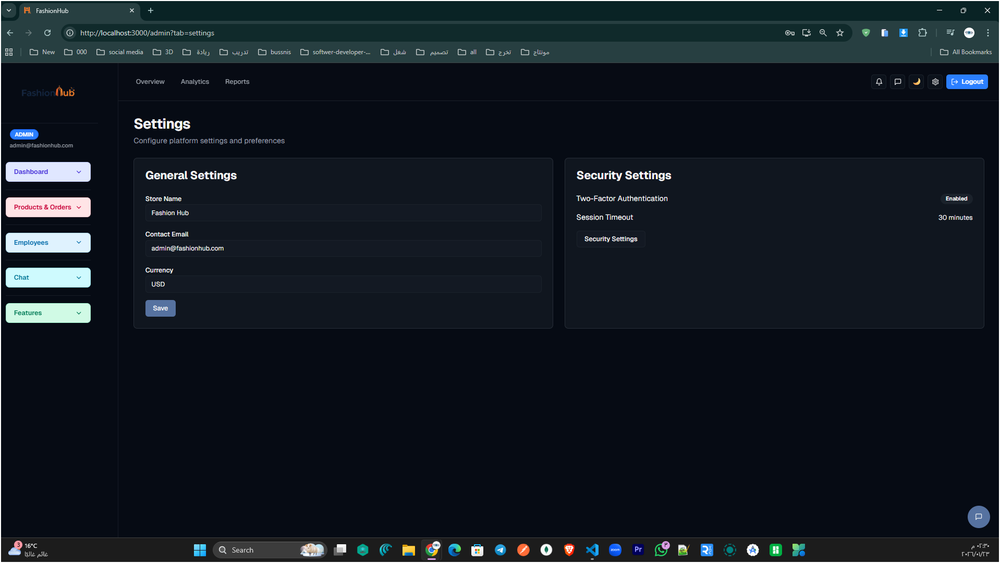 FashionHub
http://localhost:3000/admin?tab=settings
New
000
social media
3D
ريادة
تدريب
bussnis
softwer-developer-...
شغل
تصميم
all
تخرج
مونتاج
All Bookmarks
FashionHub
Overview
Analytics
Reports
Logout
ADMIN
admin@fashionhub.com
Dashboard
Products & Orders
Employees
Chat
Features
Settings
Configure platform settings and preferences
General Settings
Store Name
Fashion Hub
Contact Email
admin@fashionhub.com
Currency
USD
Save
Security Settings
Two-Factor Authentication
Enabled
Session Timeout
30 minutes
Security Settings
3
16°C
غائم غالبًا
Search
zoom
Pr
٣
٠٢:٣٠ م
٢٠٢٦/٠١/٢٣